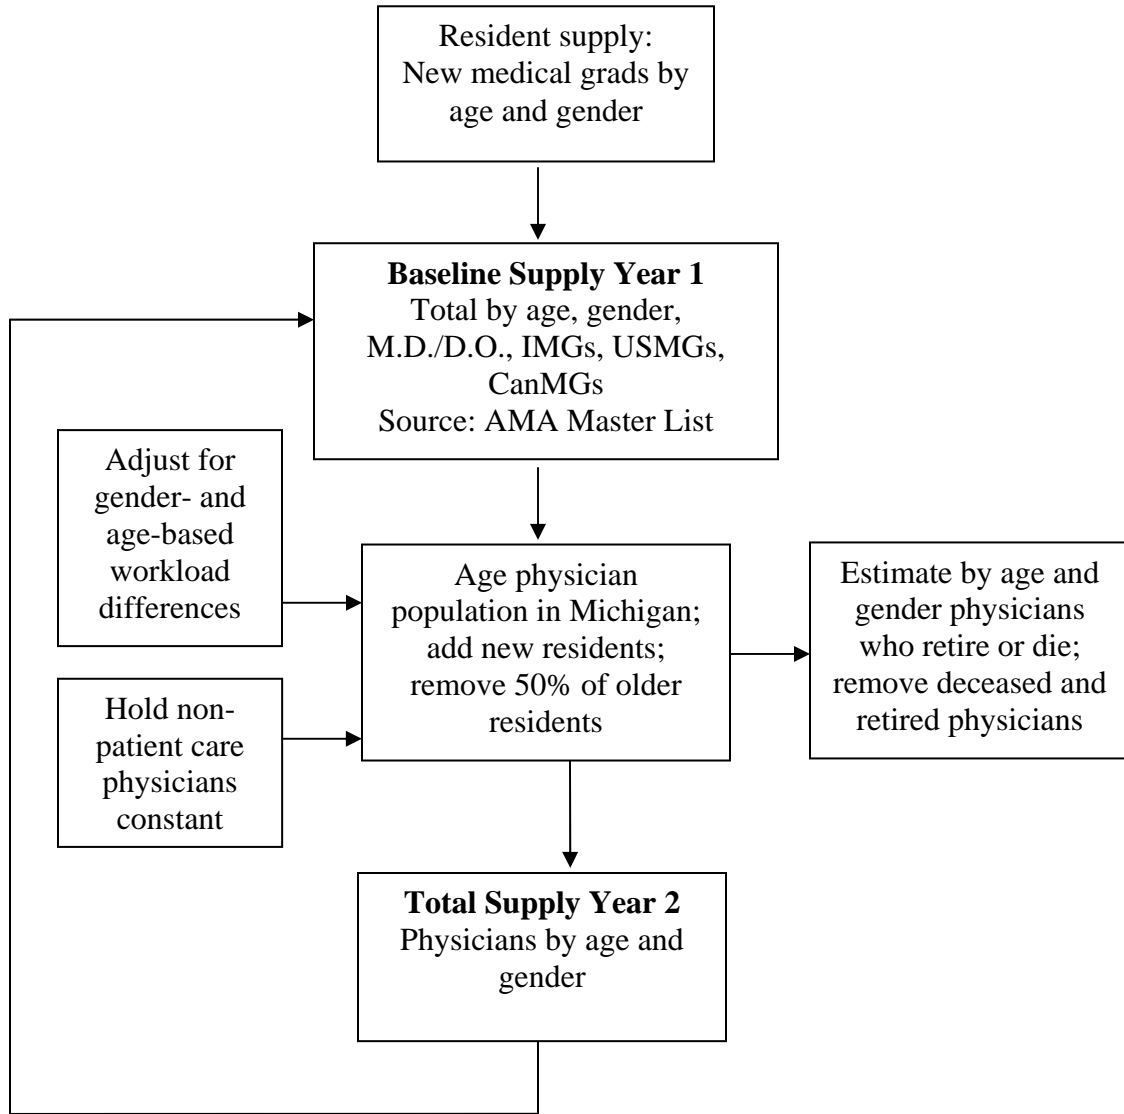 Resident supply:
New medical grads by
age and gender
Baseline Supply Year 1
Total by age, gender,
M.D./D.O., IMGs, USMGs,
CanMGs
Source: AMA Master List
Adjust for
gender- and
age-based
workload
differences
Age physician
population in Michigan;
add new residents;
remove 50% of older
residents
Estimate by age and
gender physicians
who retire or die;
remove deceased and
retired physicians
Hold non-
patient care
physicians
constant
Total Supply Year 2
Physicians by age and
gender